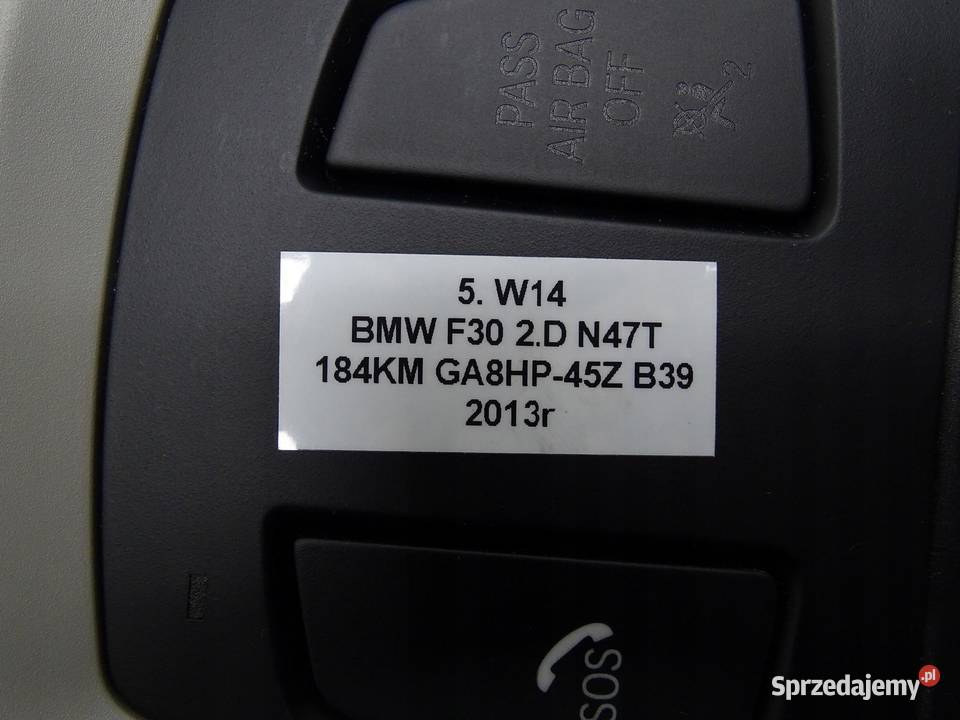 PASS
AIR BAG
OFF
2
5. W14
BMW F30 2.D N47T
184KM GA8HP-45Z B39
2013r
SOS
Sprzedajemy.pl